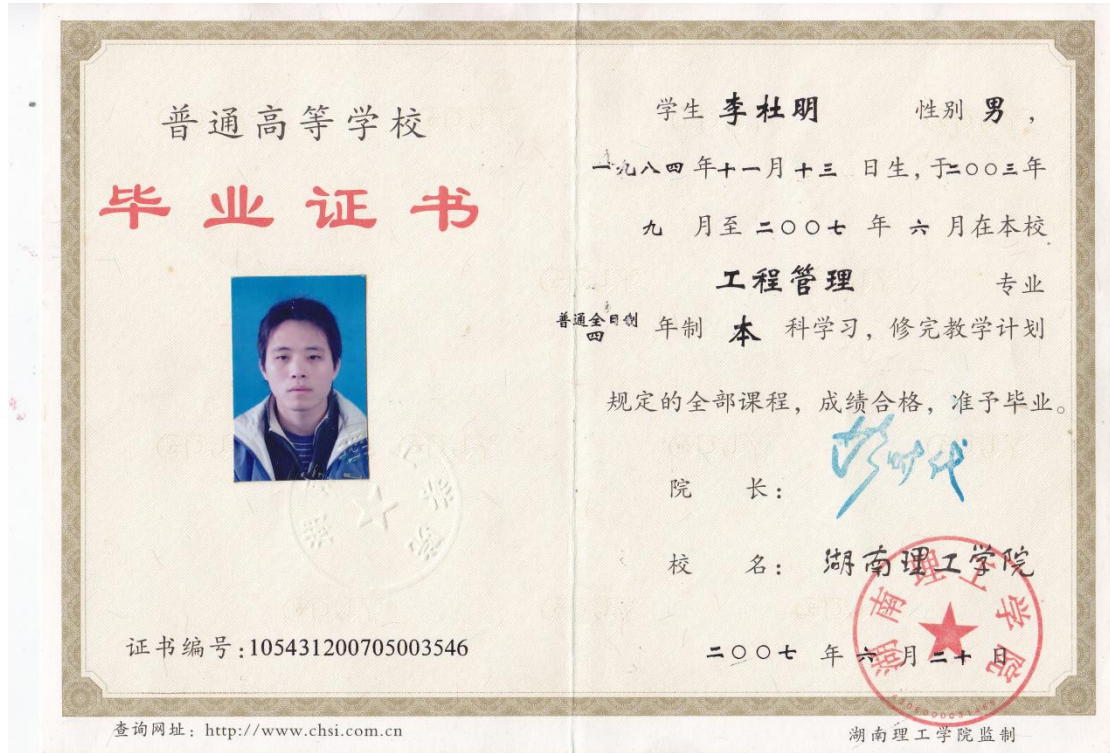 普通高等学校
毕业证书
证书编号:105431200705003546
查询网址: http://www.chsi.com.cn
学生 李杜明 性别 男,
一九八四年十一月十三 日生,于二〇〇三年
九 月至 二〇〇七 年 六 月在本校
工程管理 专业
普通全日制
四 年制 本 科学习, 修完教学计划
规定的全部课程, 成绩合格, 准予毕业。
院 长:
校 名: 湖南理工学院
湖南理工学院
二〇〇七 年 六 月 二十 日
湖南理工学院监制